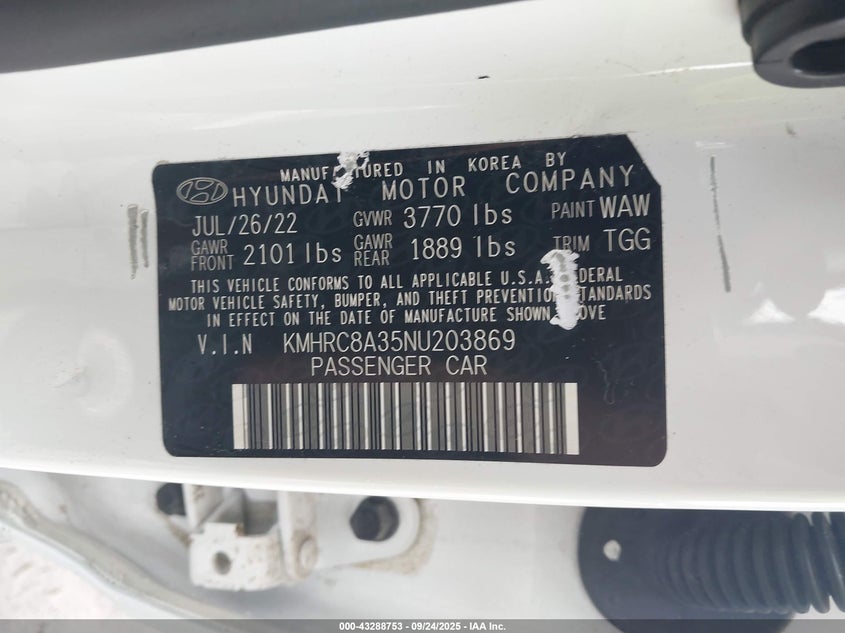 MANUFACTURED IN KOREA BY
HYUNDAI MOTOR COMPANY
JUL/26/22 GVWR 3770 lbs PAINT WAW
GAWR FRONT 2101 lbs GAWR REAR 1889 lbs TRIM TGG
THIS VEHICLE CONFORMS TO ALL APPLICABLE U.S.A. FEDERAL
MOTOR VEHICLE SAFETY, BUMPER, AND THEFT PREVENTION STANDARDS
IN EFFECT ON THE DATE OF MANUFACTURE SHOWN ABOVE
V.I.N KMHRC8A35NU203869
PASSENGER CAR
000-43288753 - 09/24/2025 - IAA Inc.